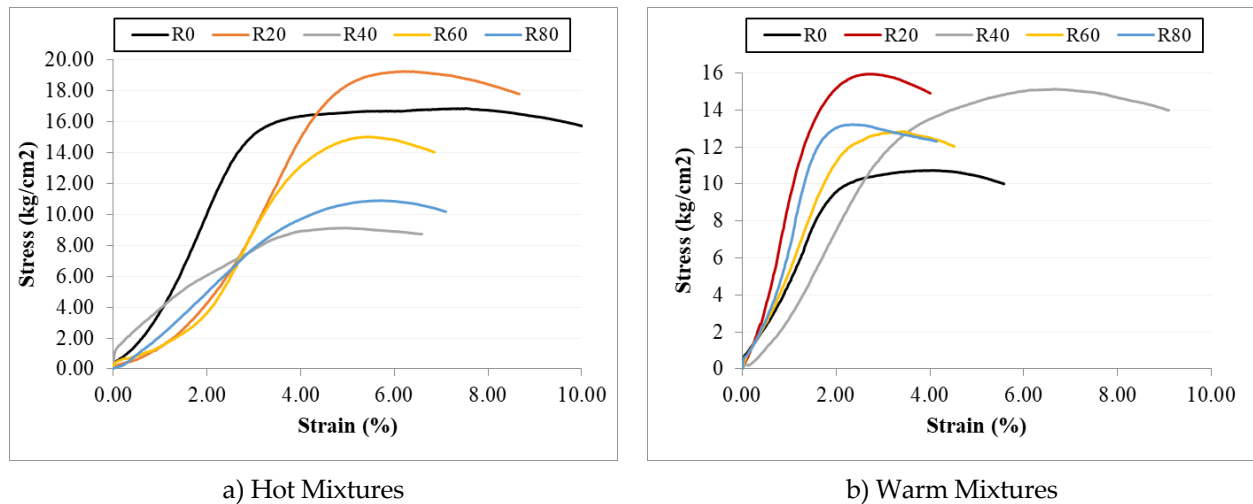 R0 R20 R40 R60 R80
20.00
18.00
16.00
14.00
12.00
10.00
8.00
6.00
4.00
2.00
0.00
Stress (kg/cm2)
0.00 2.00 4.00 6.00 8.00 10.00
Strain (%)
a) Hot Mixtures
R0 R20 R40 R60 R80
16
14
12
10
8
6
4
2
0
Stress (kg/cm2)
0.00 2.00 4.00 6.00 8.00 10.00
Strain (%)
b) Warm Mixtures